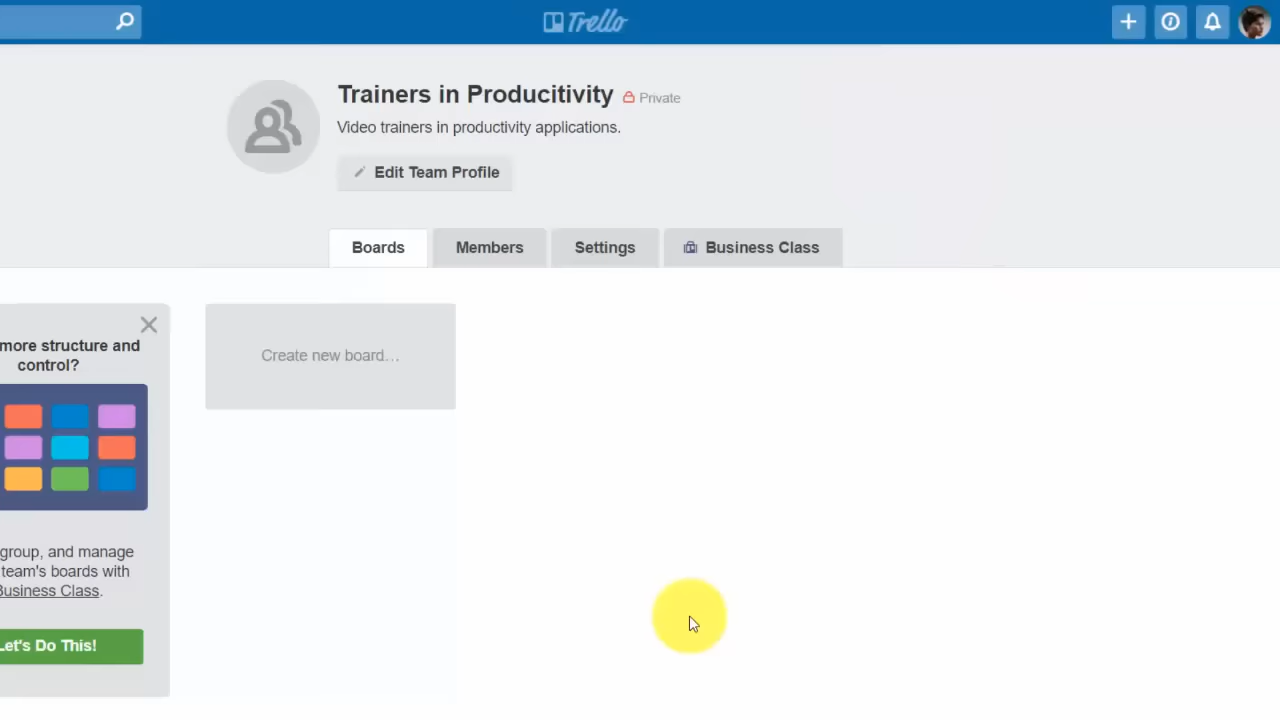 Trello
Trainers in Producitivity Private
Video trainers in productivity applications.
Edit Team Profile
Boards Members Settings Business Class
more structure and
control?
group, and manage
team's boards with
Business Class.
Let's Do This!
Create new board…